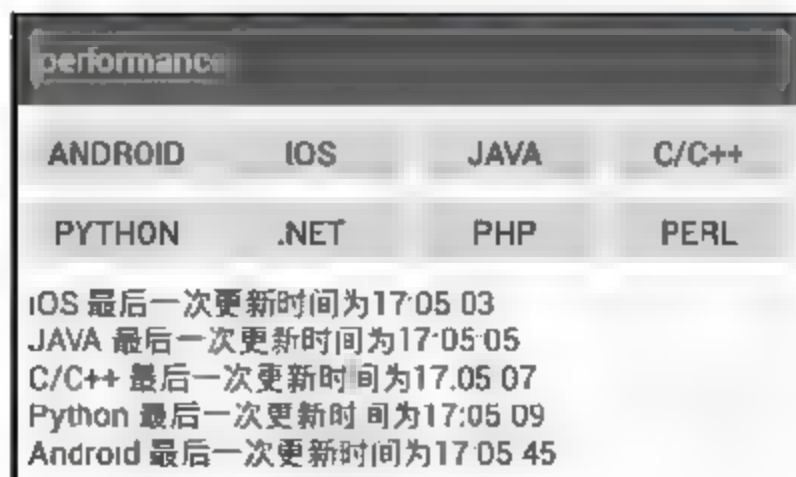 performance
ANDROID IOS JAVA C/C++
PYTHON .NET PHP PERL
iOS 最后一次更新时间为17:05:03
JAVA 最后一次更新时间为17:05:05
C/C++ 最后一次更新时间为17:05:07
Python 最后一次更新时间为17:05:09
Android 最后一次更新时间为17:05:45